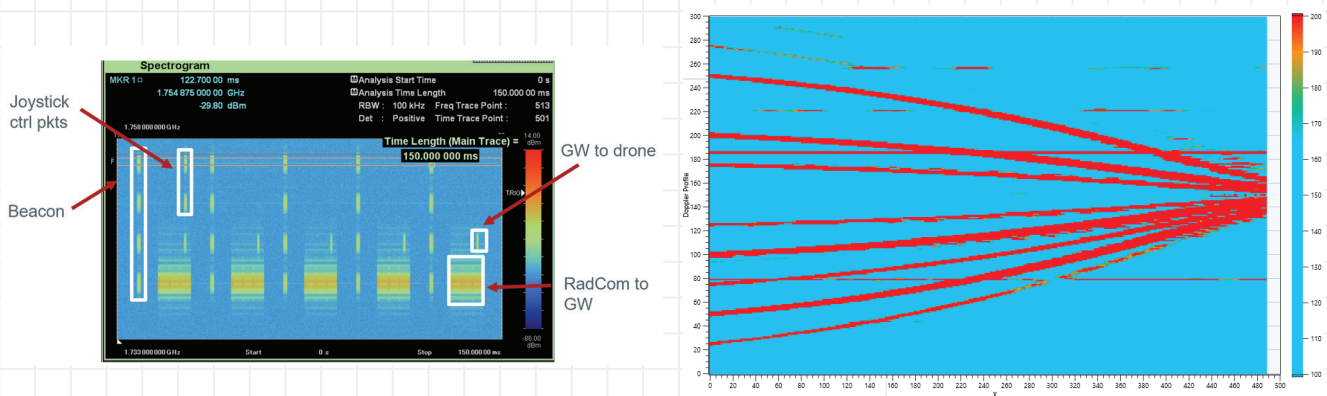 Spectrogram
MKR 1 122.700 00 ms
1.754 875 000 00 GHz
-29.80 dBm
Analysis Start Time 0 s
Analysis Time Length 150.000 00 ms
RBW : 100 kHz Freq Trace Point : 513
Det : Positive Time Trace Point : 501
1.758 000 000 GHz
Time Length (Main Trace) =
150.000 000 ms
14.00
dBm
F
TRIG
-86.00
dBm
1.733 000 000 GHz Start 0 s Stop 150.000 00 ms
Joystick
ctrl pkts
Beacon
GW to drone
RadCom to
GW
Doppler Profile
300
280
260
240
220
200
180
160
140
120
100
80
60
40
20
0
0 20 40 60 80 100 120 140 160 180 200 220 240 260 280 300 320 340 360 380 400 420 440 460 480 500
x
200
190
180
170
160
150
140
130
120
110
100